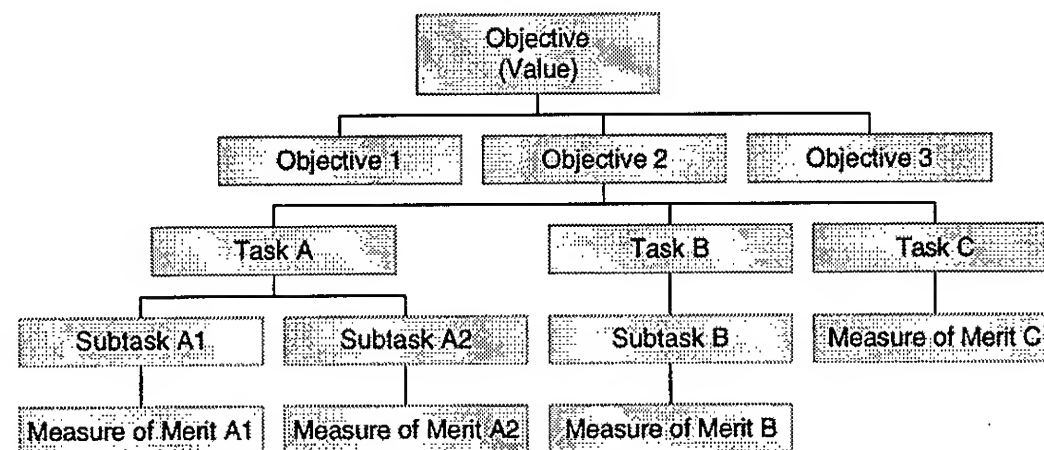 Objective
(Value)
Objective 1
Objective 2
Objective 3
Task A
Task B
Task C
Subtask A1
Subtask A2
Subtask B
Measure of Merit C
Measure of Merit A1
Measure of Merit A2
Measure of Merit B